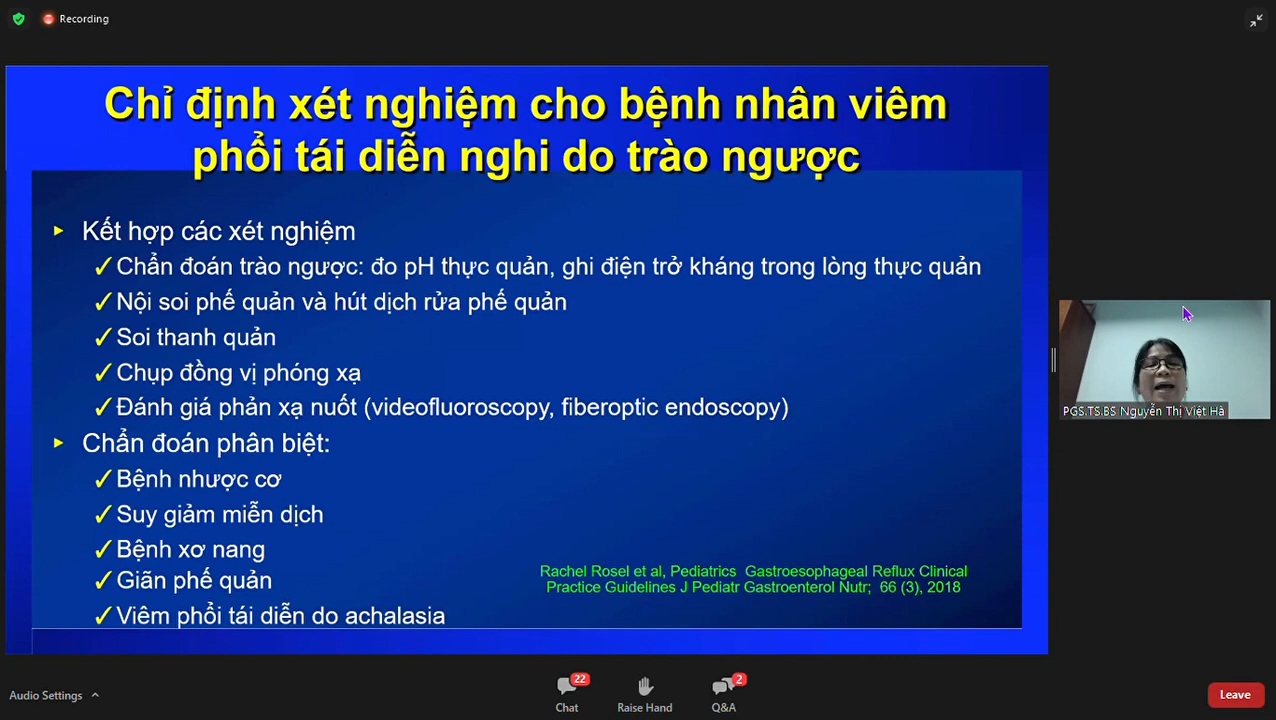 Recording
Chỉ định xét nghiệm cho bệnh nhân viêm
phổi tái diễn nghi do trào ngược
Kết hợp các xét nghiệm
Chẩn đoán trào ngược: đo pH thực quản, ghi điện trở kháng trong lòng thực quản
Nội soi phế quản và hút dịch rửa phế quản
Soi thanh quản
Chụp đồng vị phóng xạ
Đánh giá phản xạ nuốt (videofluoroscopy, fiberoptic endoscopy)
Chẩn đoán phân biệt:
Bệnh nhược cơ
Suy giảm miễn dịch
Bệnh xơ nang
Giãn phế quản
Viêm phổi tái diễn do achalasia
Rachel Rosel et al, Pediatrics Gastroesophageal Reflux Clinical
Practice Guidelines J Pediatr Gastroenterol Nutr; 66 (3), 2018
PGS.TS.BS Nguyễn Thị Việt Hà
Audio Settings
22
Chat
Raise Hand
2
Q&A
Leave